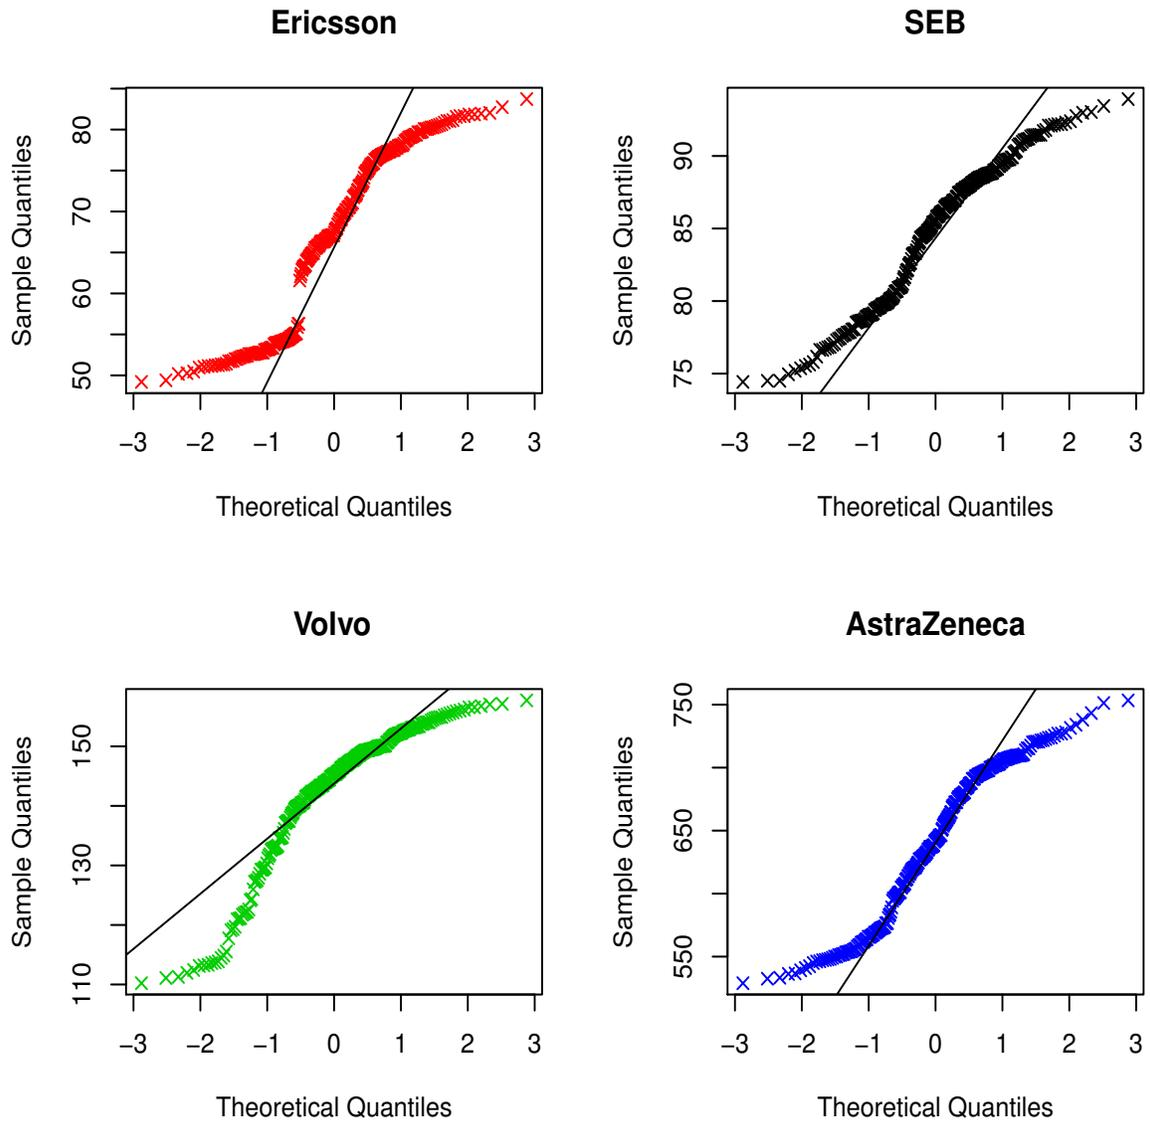 Ericsson
Sample Quantiles
80
70
60
50
−3 −2 −1 0 1 2 3
Theoretical Quantiles
SEB
Sample Quantiles
90
85
80
75
−3 −2 −1 0 1 2 3
Theoretical Quantiles
Volvo
Sample Quantiles
150
130
110
−3 −2 −1 0 1 2 3
Theoretical Quantiles
AstraZeneca
Sample Quantiles
750
650
550
−3 −2 −1 0 1 2 3
Theoretical Quantiles